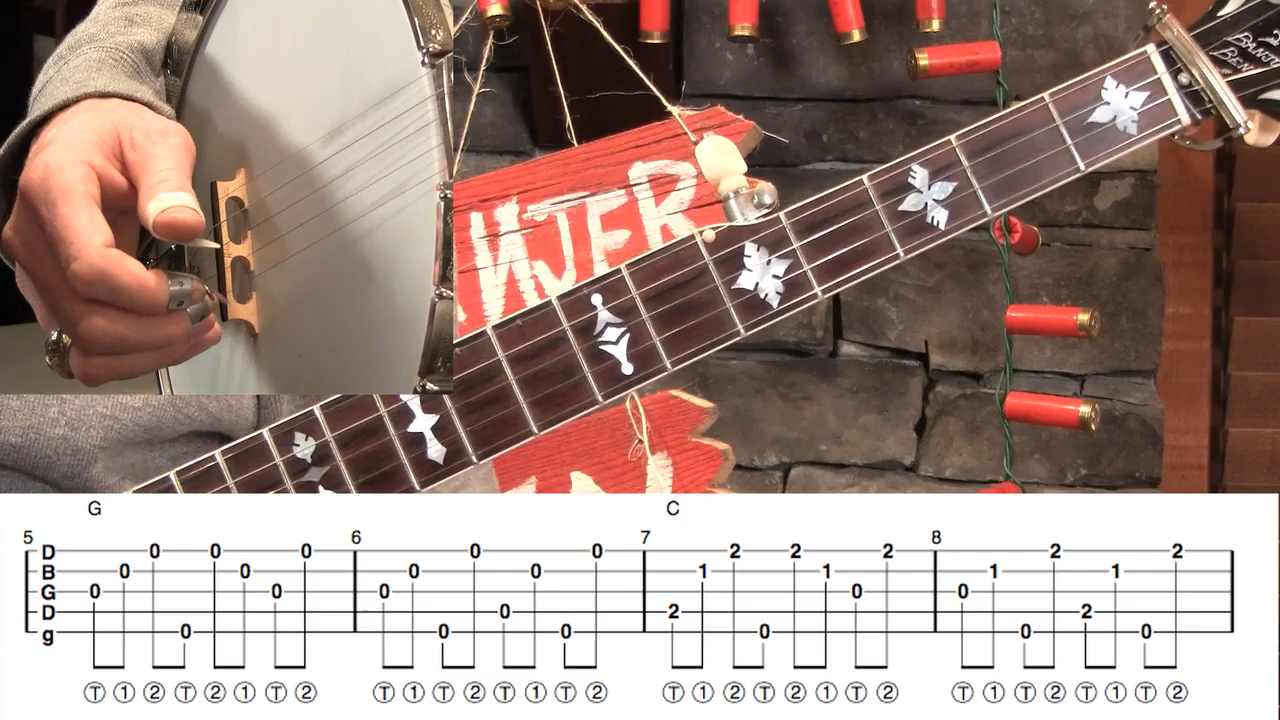 BANJO
BEN
NJER
G C
5 6 7 8
D 0 0 0 0 0 2 2 2 2 2
B 0 0 0 0 1 1 1 1
G 0 0 0 0 0
D 0 2 2
g 0 0 0 0 0 0
T 1 2 T 2 1 T 2 T 1 T 2 T 1 T 2 T 1 2 T 2 1 T 2 T 1 T 2 T 1 T 2